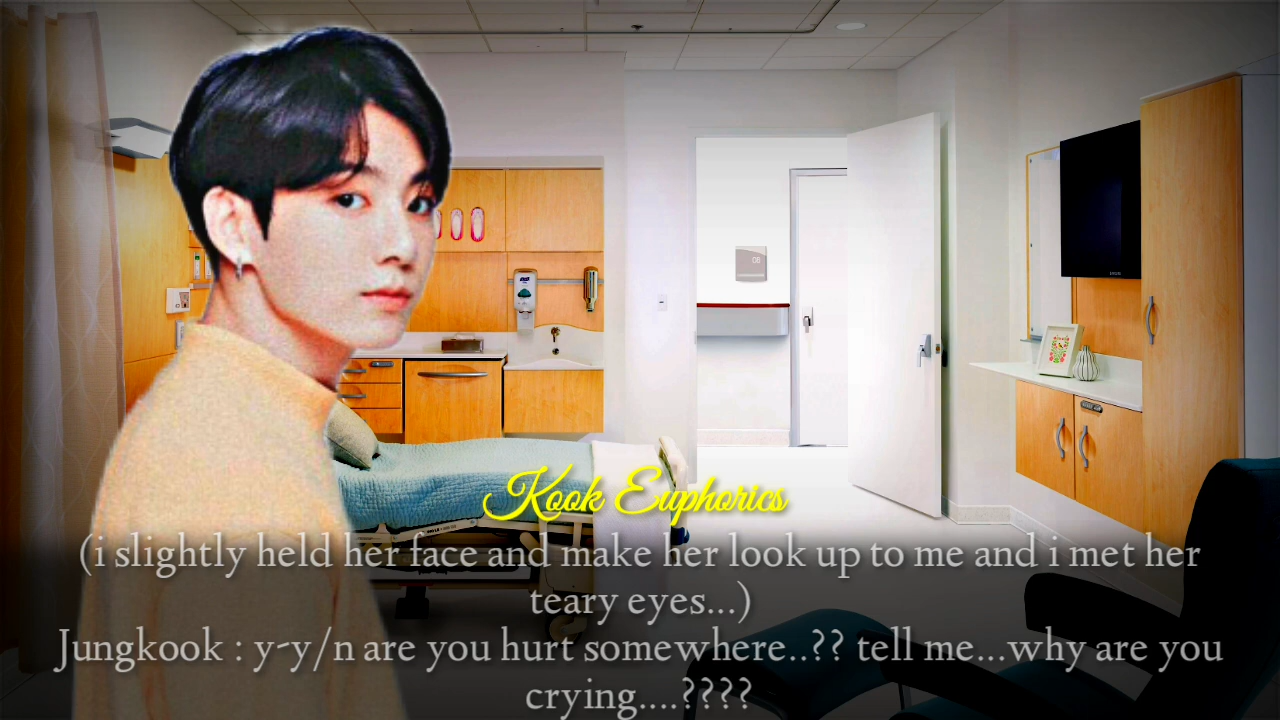 Kook Euphorics
(i slightly held her face and make her look up to me and i met her
teary eyes...)
Jungkook : y-y/n are you hurt somewhere..?? tell me...why are you
crying....????